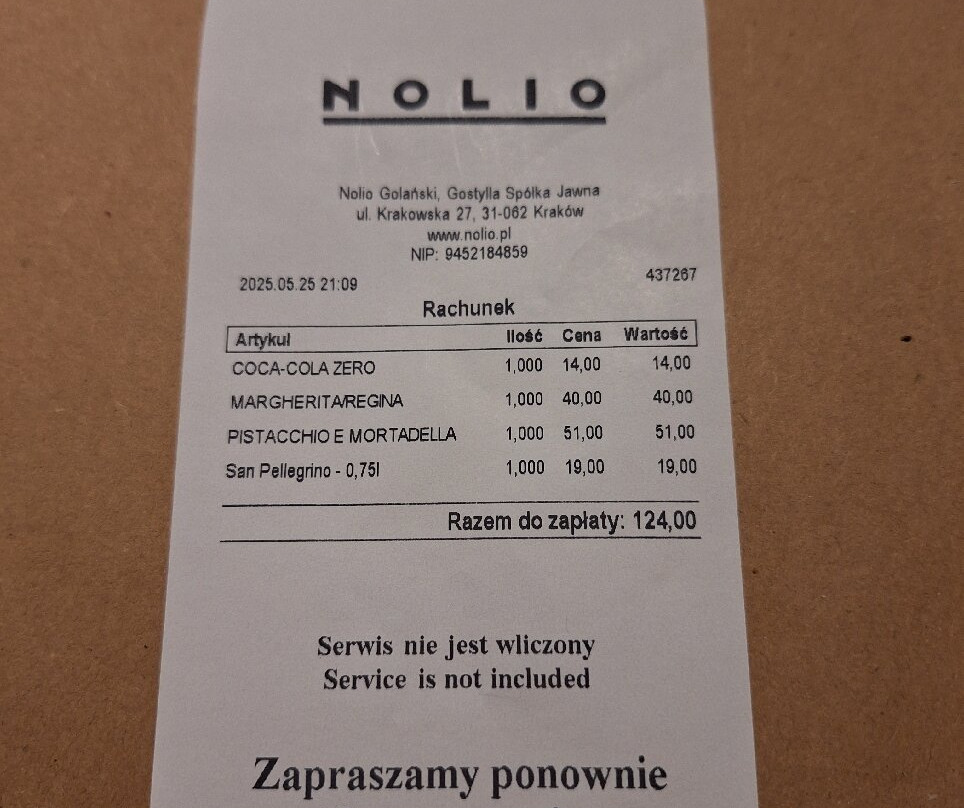 NOLIO
Nolio Golański, Gostylla Spólka Jawna
ul. Krakowska 27, 31-062 Kraków
www.nolio.pl
NIP: 9452184859
2025.05.25 21:09 437267
Rachunek
Artykuł Ilość Cena Wartość
COCA-COLA ZERO 1,000 14,00 14,00
MARGHERITA/REGINA 1,000 40,00 40,00
PISTACCHIO E MORTADELLA 1,000 51,00 51,00
San Pellegrino - 0,75l 1,000 19,00 19,00
Razem do zapłaty: 124,00
Serwis nie jest wliczony
Service is not included
Zapraszamy ponownie